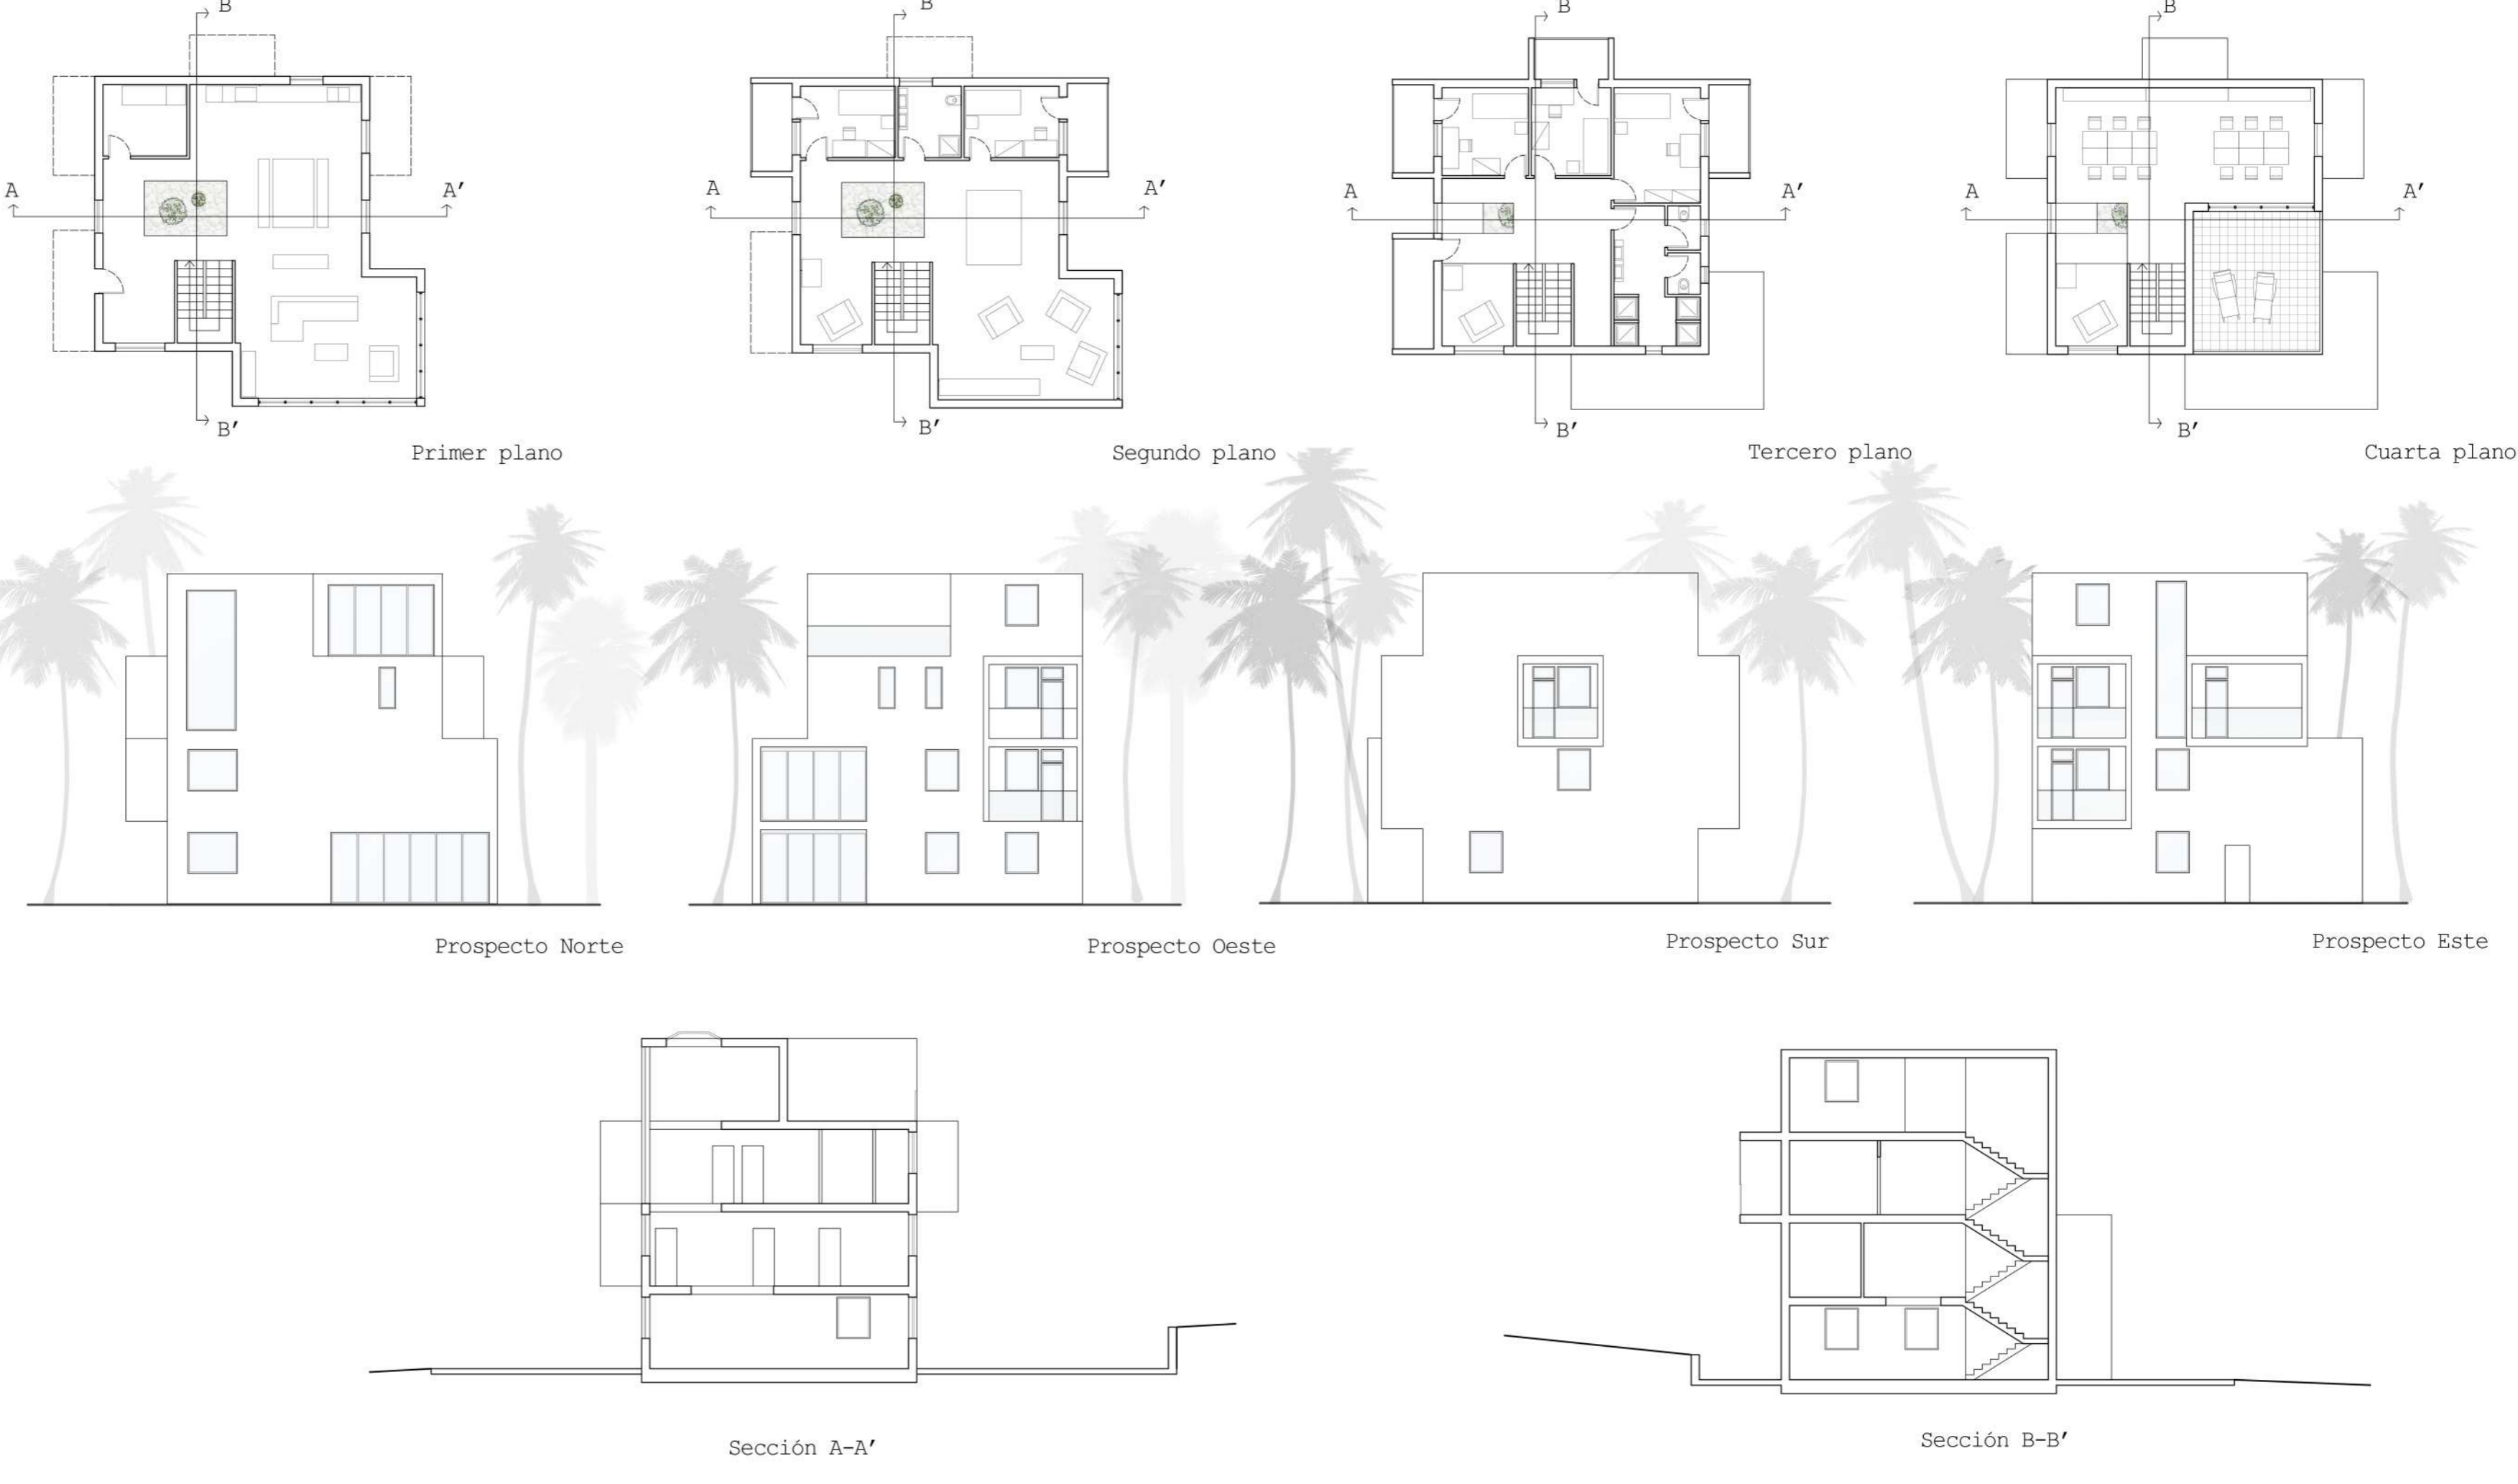 B B B B
A A' A A' A A' A A'
B' B' B' B'
Primer plano
Segundo plano
Tercero plano
Cuarta plano
Prospecto Norte
Prospecto Oeste
Prospecto Sur
Prospecto Este
Sección A-A'
Sección B-B'